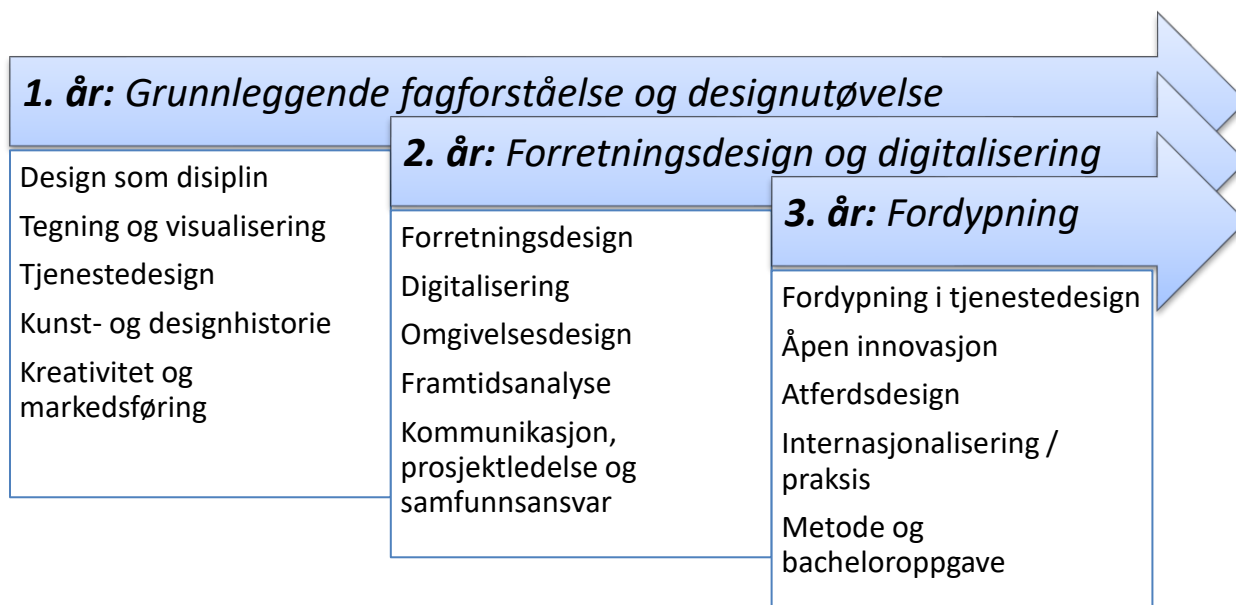 1. år: Grunnleggende fagforståelse og designutøvelse
Design som disiplin
Tegning og visualisering
Tjenestedesign
Kunst- og designhistorie
Kreativitet og
markedsføring
2. år: Forretningsdesign og digitalisering
Forretningsdesign
Digitalisering
Omgivelsesdesign
Framtidsanalyse
Kommunikasjon,
prosjektledelse og
samfunnsansvar
3. år: Fordypning
Fordypning i tjenestedesign
Åpen innovasjon
Atferdsdesign
Internasjonalisering /
praksis
Metode og
bacheloroppgave